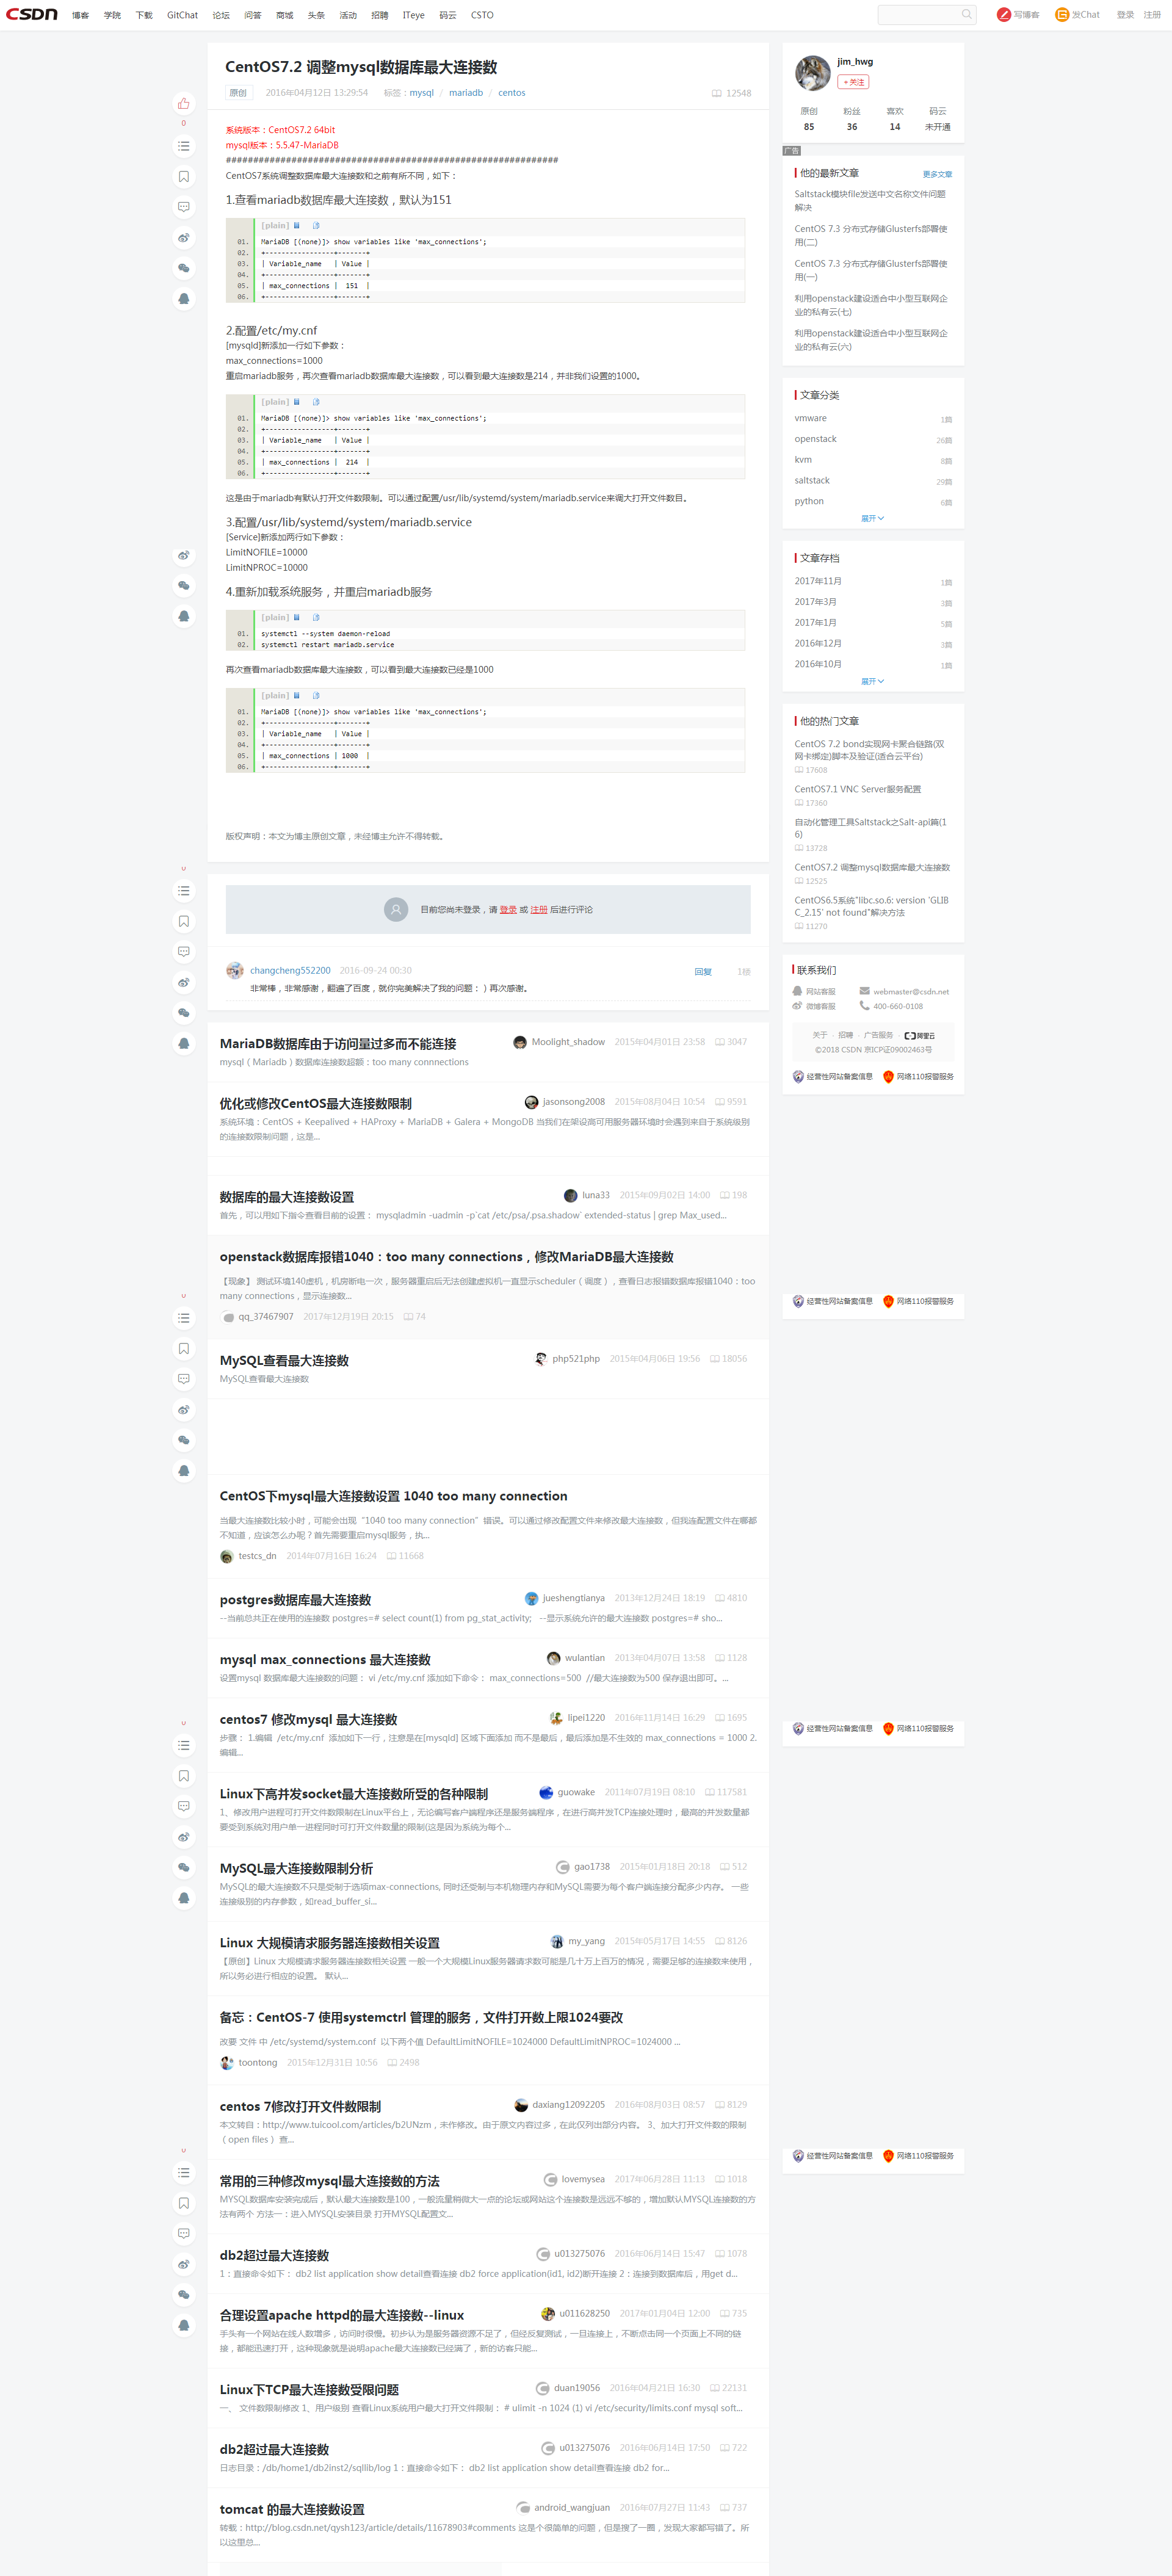 CSDN 博客 学院 下载 GitChat 论坛 问答 商城 头条 活动 招聘 ITeye 码云 CSTO 写博客 发Chat 登录 注册
CentOS7.2 调整mysql数据库最大连接数
原创 2016年04月12日 13:29:54 标签:mysql / mariadb / centos 12548
系统版本:CentOS7.2 64bit
mysql版本:5.5.47-MariaDB
CentOS7系统调整数据库最大连接数和之前有所不同,如下:
1.查看mariadb数据库最大连接数,默认为151
[plain]
01. MariaDB [(none)]> show variables like 'max_connections';
02. +-----------------+-------+
03. | Variable_name | Value |
04. +-----------------+-------+
05. | max_connections | 151 |
06. +-----------------+-------+
2.配置/etc/my.cnf
[mysqld]新添加一行如下参数:
max_connections=1000
重启mariadb服务,再次查看mariadb数据库最大连接数,可以看到最大连接数是214,并非我们设置的1000。
[plain]
01. MariaDB [(none)]> show variables like 'max_connections';
02. +-----------------+-------+
03. | Variable_name | Value |
04. +-----------------+-------+
05. | max_connections | 214 |
06. +-----------------+-------+
这是由于mariadb有默认打开文件数限制。可以通过配置/usr/lib/systemd/system/mariadb.service来调大打开文件数目。
3.配置/usr/lib/systemd/system/mariadb.service
[Service]新添加两行如下参数:
LimitNOFILE=10000
LimitNPROC=10000
4.重新加载系统服务,并重启mariadb服务
[plain]
01. systemctl --system daemon-reload
02. systemctl restart mariadb.service
再次查看mariadb数据库最大连接数,可以看到最大连接数已经是1000
[plain]
01. MariaDB [(none)]> show variables like 'max_connections';
02. +-----------------+-------+
03. | Variable_name | Value |
04. +-----------------+-------+
05. | max_connections | 1000 |
06. +-----------------+-------+
版权声明:本文为博主原创文章,未经博主允许不得转载。
目前您尚未登录,请 登录 或 注册 后进行评论
changcheng552200 2016-09-24 00:30 回复 1楼
非常棒,非常感谢,翻遍了百度,就你完美解决了我的问题:)再次感谢。
MariaDB数据库由于访问量过多而不能连接 Moolight_shadow 2015年04月01日 23:58 3047
mysql(Mariadb)数据库连接数超额:too many connnections
优化或修改CentOS最大连接数限制 jasonsong2008 2015年08月04日 10:54 9591
系统环境:CentOS + Keepalived + HAProxy + MariaDB + Galera + MongoDB 当我们在架设高可用服务器环境时会遇到来自于系统级别
的连接数限制问题,这是...
数据库的最大连接数设置 luna33 2015年09月02日 14:00 198
首先,可以用如下指令查看目前的设置: mysqladmin -uadmin -p`cat /etc/psa/.psa.shadow` extended-status | grep Max_used...
openstack数据库报错1040:too many connections,修改MariaDB最大连接数
【现象】 测试环境140虚机,机房断电一次,服务器重启后无法创建虚拟机一直显示scheduler(调度),查看日志报错数据库报错1040:too
many connections,显示连接数...
qq_37467907 2017年12月19日 20:15 74
MySQL查看最大连接数 php521php 2015年04月06日 19:56 18056
MySQL查看最大连接数
CentOS下mysql最大连接数设置 1040 too many connection
当最大连接数比较小时,可能会出现“1040 too many connection”错误。可以通过修改配置文件来修改最大连接数,但我连配置文件在哪都
不知道,应该怎么办呢?首先需要重启mysql服务,执...
testcs_dn 2014年07月16日 16:24 11668
postgres数据库最大连接数 jueshengtianya 2013年12月24日 18:19 4810
--当前总共正在使用的连接数 postgres=# select count(1) from pg_stat_activity; --显示系统允许的最大连接数 postgres=# sho...
mysql max_connections 最大连接数 wulantian 2013年04月07日 13:58 1128
设置mysql 数据库最大连接数的问题: vi /etc/my.cnf 添加如下命令: max_connections=500 //最大连接数为500 保存退出即可。...
centos7 修改mysql 最大连接数 lipei1220 2016年11月14日 16:29 1695
步骤: 1.编辑 /etc/my.cnf 添加如下一行,注意是在[mysqld] 区域下面添加 而不是最后,最后添加是不生效的 max_connections = 1000 2.
编辑...
Linux下高并发socket最大连接数所受的各种限制 guowake 2011年07月19日 08:10 117581
1、修改用户进程可打开文件数限制在Linux平台上,无论编写客户端程序还是服务端程序,在进行高并发TCP连接处理时,最高的并发数量都
要受到系统对用户单一进程同时可打开文件数量的限制(这是因为系统为每个...
MySQL最大连接数限制分析 gao1738 2015年01月18日 20:18 512
MySQL的最大连接数不只是受制于选项max-connections, 同时还受制与本机物理内存和MySQL需要为每个客户端连接分配多少内存。 一些
连接级别的内存参数,如read_buffer_si...
Linux 大规模请求服务器连接数相关设置 my_yang 2015年05月17日 14:55 8126
【原创】Linux 大规模请求服务器连接数相关设置 一般一个大规模Linux服务器请求数可能是几十万上百万的情况,需要足够的连接数来使用,
所以务必进行相应的设置。 默认...
备忘:CentOS-7 使用systemctrl 管理的服务,文件打开数上限1024要改
改要 文件 中 /etc/systemd/system.conf 以下两个值 DefaultLimitNOFILE=1024000 DefaultLimitNPROC=1024000 ...
toontong 2015年12月31日 10:56 2498
centos 7修改打开文件数限制 daxiang12092205 2016年08月03日 08:57 8129
本文转自:http://www.tuicool.com/articles/b2UNzm,未作修改。由于原文内容过多,在此仅列出部分内容。 3、加大打开文件数的限制
(open files) 查...
常用的三种修改mysql最大连接数的方法 lovemysea 2017年06月28日 11:13 1018
MYSQL数据库安装完成后,默认最大连接数是100,一般流量稍微大一点的论坛或网站这个连接数是远远不够的,增加默认MYSQL连接数的方
法有两个 方法一:进入MYSQL安装目录 打开MYSQL配置文...
db2超过最大连接数 u013275076 2016年06月14日 15:47 1078
1:直接命令如下: db2 list application show detail查看连接 db2 force application(id1, id2)断开连接 2:连接到数据库后,用get d...
合理设置apache httpd的最大连接数--linux u011628250 2017年01月04日 12:00 735
手头有一个网站在线人数增多,访问时很慢。初步认为是服务器资源不足了,但经反复测试,一旦连接上,不断点击同一个页面上不同的链
接,都能迅速打开,这种现象就是说明apache最大连接数已经满了,新的访客只能...
Linux下TCP最大连接数受限问题 duan19056 2016年04月21日 16:30 22131
一、 文件数限制修改 1、用户级别 查看Linux系统用户最大打开文件限制: # ulimit -n 1024 (1) vi /etc/security/limits.conf mysql soft...
db2超过最大连接数 u013275076 2016年06月14日 17:50 722
日志目录:/db/home1/db2inst2/sqllib/log 1:直接命令如下: db2 list application show detail查看连接 db2 for...
tomcat 的最大连接数设置 android_wangjuan 2016年07月27日 11:43 737
转载:http://blog.csdn.net/qysh123/article/details/11678903#comments 这是个很简单的问题,但是搜了一圈,发现大家都写错了。所
以这里总...
jim_hwg
+关注
原创 粉丝 喜欢 码云
85 36 14 未开通
广告
他的最新文章 更多文章
Saltstack模块file发送中文名称文件问题
解决
CentOS 7.3 分布式存储Glusterfs部署使
用(二)
CentOS 7.3 分布式存储Glusterfs部署使
用(一)
利用openstack建设适合中小型互联网企
业的私有云(七)
利用openstack建设适合中小型互联网企
业的私有云(六)
文章分类
vmware 1篇
openstack 26篇
kvm 8篇
saltstack 29篇
python 6篇
展开
文章存档
2017年11月 1篇
2017年3月 3篇
2017年1月 5篇
2016年12月 3篇
2016年10月 1篇
展开
他的热门文章
CentOS 7.2 bond实现网卡聚合链路(双
网卡绑定)脚本及验证(适合云平台)
17608
CentOS7.1 VNC Server服务配置
17360
自动化管理工具Saltstack之Salt-api篇(1
6)
13728
CentOS7.2 调整mysql数据库最大连接数
12525
CentOS6.5系统"libc.so.6: version 'GLIB
C_2.15' not found"解决方法
11270
联系我们
网站客服 webmaster@csdn.net
微博客服 400-660-0108
关于 · 招聘 · 广告服务 阿里云
©2018 CSDN 京ICP证09002463号
经营性网站备案信息 网络110报警服务
经营性网站备案信息 网络110报警服务
经营性网站备案信息 网络110报警服务
经营性网站备案信息 网络110报警服务